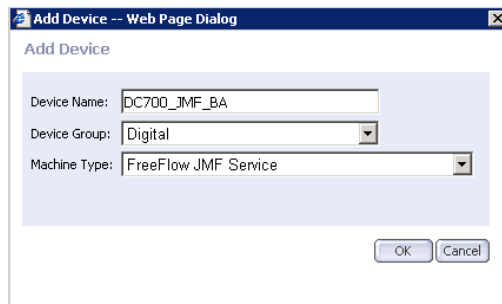 Add Device -- Web Page Dialog
Add Device
Device Name: DC700_JMF_BA
Device Group: Digital
Machine Type: FreeFlow JMF Service
OK Cancel